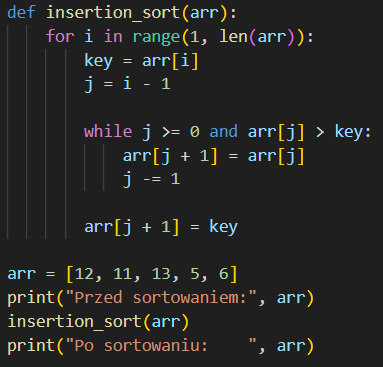 def insertion_sort(arr):
    for i in range(1, len(arr)):
        key = arr[i]
        j = i - 1

        while j >= 0 and arr[j] > key:
            arr[j + 1] = arr[j]
            j -= 1

        arr[j + 1] = key

arr = [12, 11, 13, 5, 6]
print("Przed sortowaniem:", arr)
insertion_sort(arr)
print("Po sortowaniu:    ", arr)